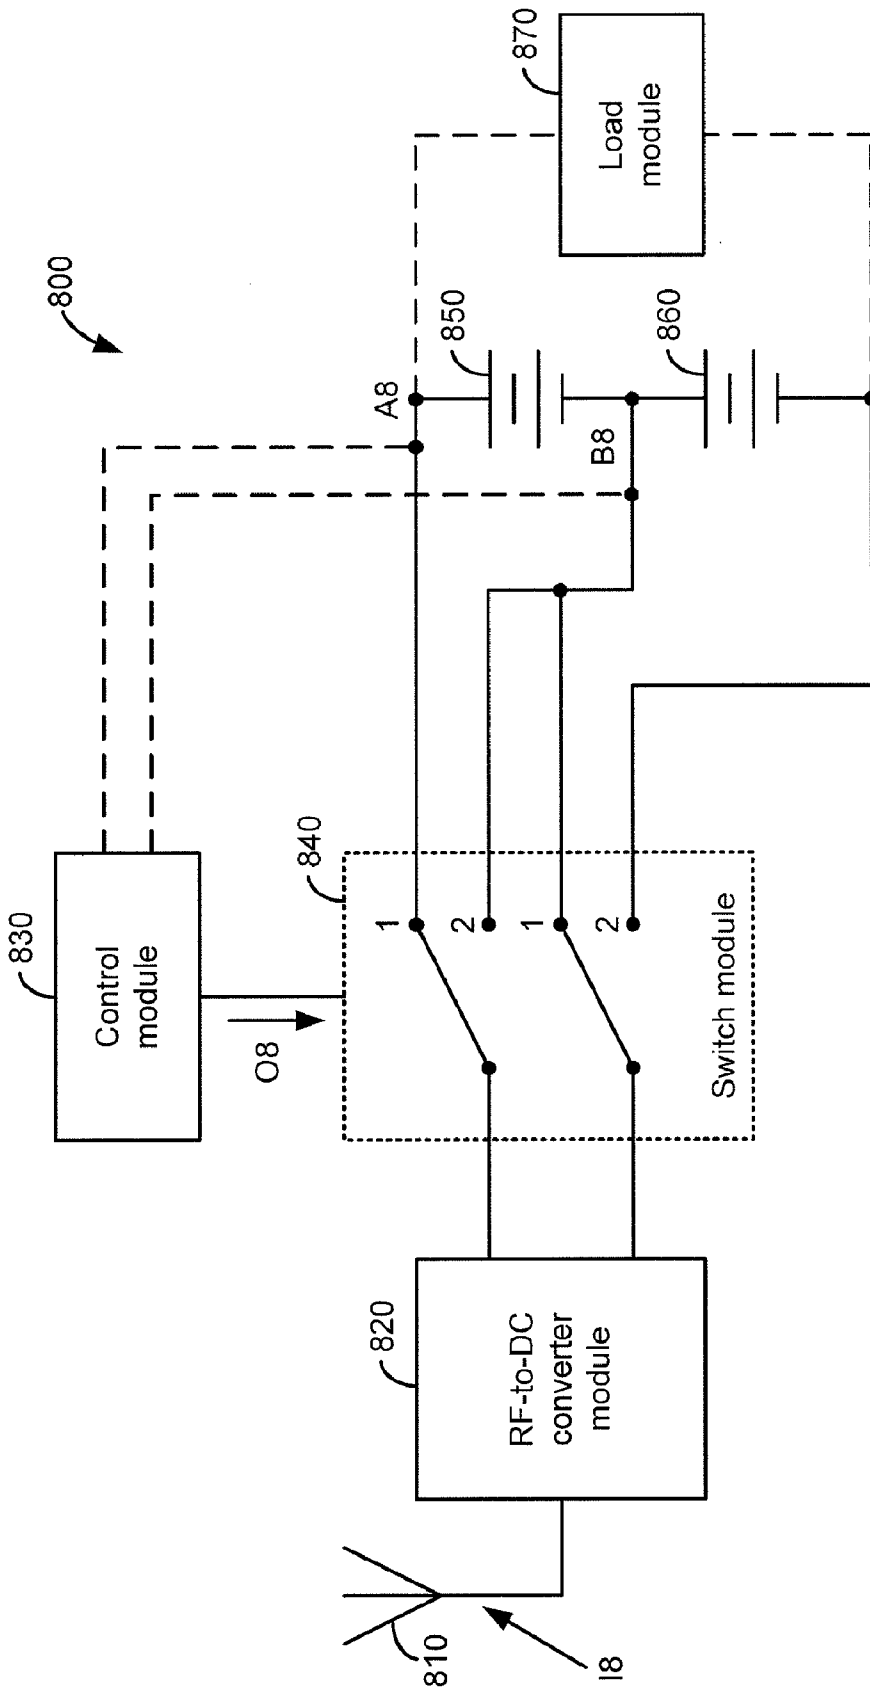 800
810
I8
820
RF-to-DC
converter
module
830
Control
module
O8
840
1
2
1
2
Switch module
A8
B8
850
860
870
Load
module